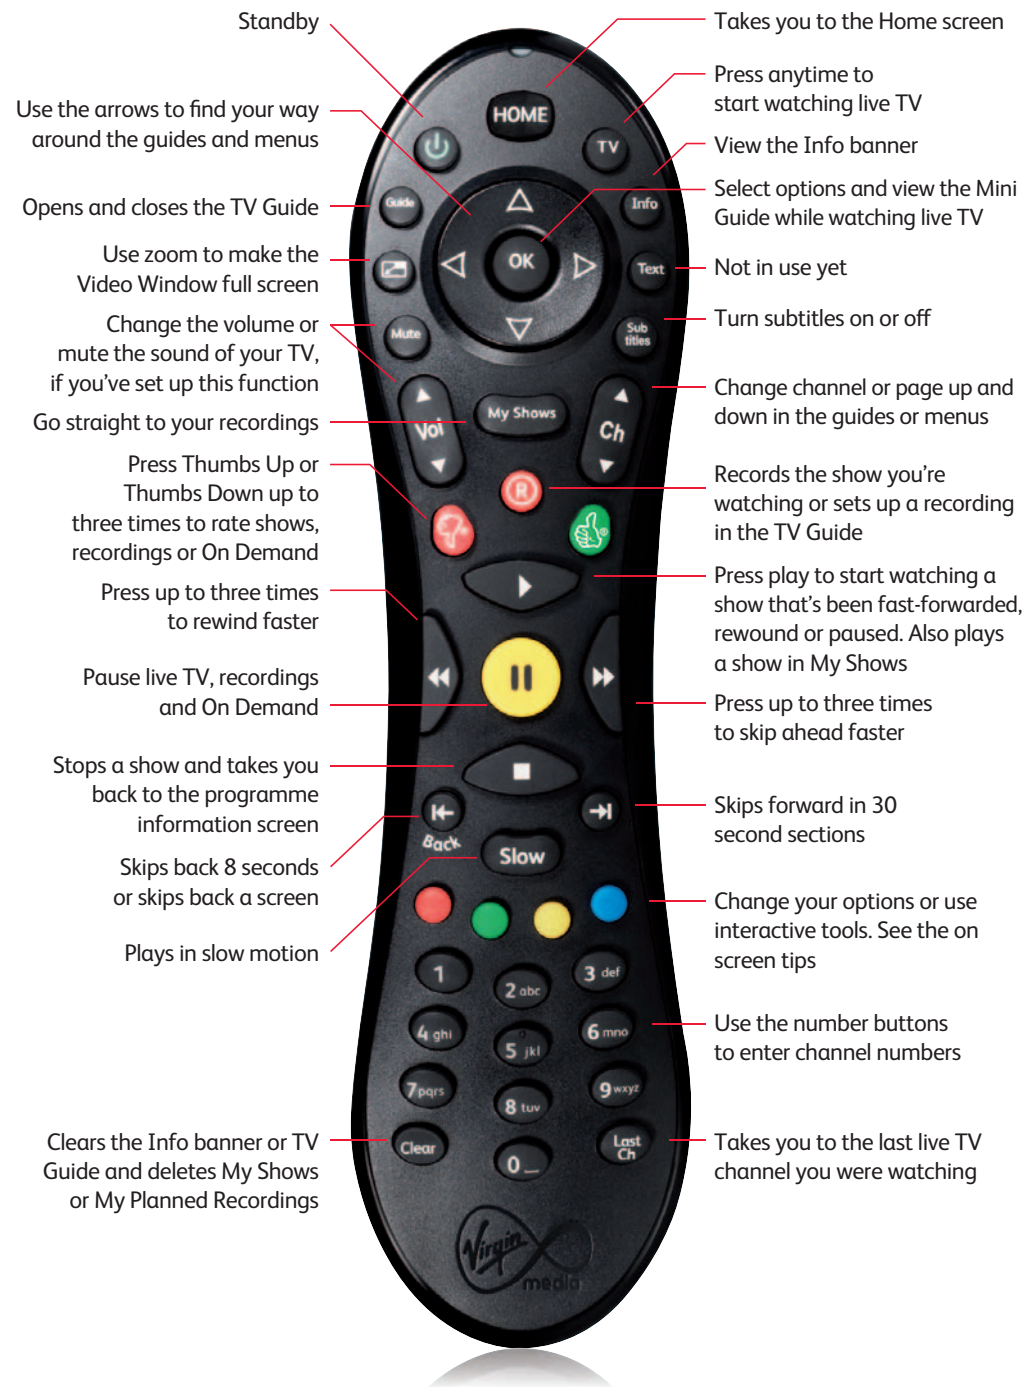 Standby
Use the arrows to find your way
around the guides and menus
Opens and closes the TV Guide
Use zoom to make the
Video Window full screen
Change the volume or
mute the sound of your TV,
if you've set up this function
Go straight to your recordings
Press Thumbs Up or
Thumbs Down up to
three times to rate shows,
recordings or On Demand
Press up to three times
to rewind faster
Pause live TV, recordings
and On Demand
Stops a show and takes you
back to the programme
information screen
Skips back 8 seconds
or skips back a screen
Plays in slow motion
Clears the Info banner or TV
Guide and deletes My Shows
or My Planned Recordings
HOME
TV
Guide
Info
OK
Text
Mute
Sub
titles
Vol
My Shows
Ch
R
Back
Slow
1
2 abc
3 def
4 ghi
5 jkl
6 mno
7 pqrs
8 tuv
9 wxyz
Clear
0
Last
Ch
Virgin
media
Takes you to the Home screen
Press anytime to
start watching live TV
View the Info banner
Select options and view the Mini
Guide while watching live TV
Not in use yet
Turn subtitles on or off
Change channel or page up and
down in the guides or menus
Records the show you're
watching or sets up a recording
in the TV Guide
Press play to start watching a
show that's been fast-forwarded,
rewound or paused. Also plays
a show in My Shows
Press up to three times
to skip ahead faster
Skips forward in 30
second sections
Change your options or use
interactive tools. See the on
screen tips
Use the number buttons
to enter channel numbers
Takes you to the last live TV
channel you were watching